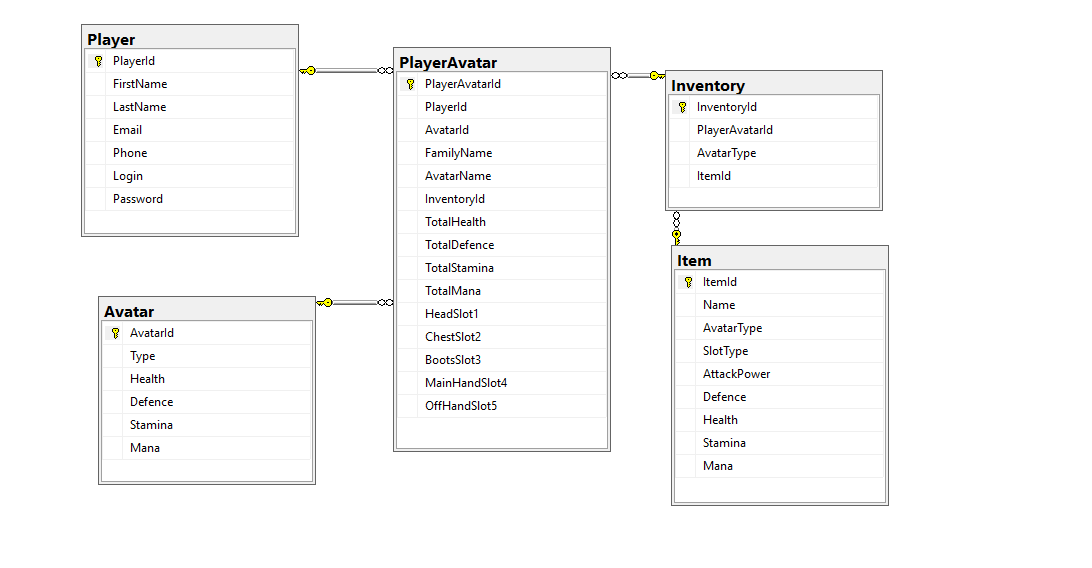 Player
PlayerId
FirstName
LastName
Email
Phone
Login
Password
PlayerAvatar
PlayerAvatarId
PlayerId
AvatarId
FamilyName
AvatarName
InventoryId
TotalHealth
TotalDefence
TotalStamina
TotalMana
HeadSlot1
ChestSlot2
BootsSlot3
MainHandSlot4
OffHandSlot5
Inventory
InventoryId
PlayerAvatarId
AvatarType
ItemId
Avatar
AvatarId
Type
Health
Defence
Stamina
Mana
Item
ItemId
Name
AvatarType
SlotType
AttackPower
Defence
Health
Stamina
Mana